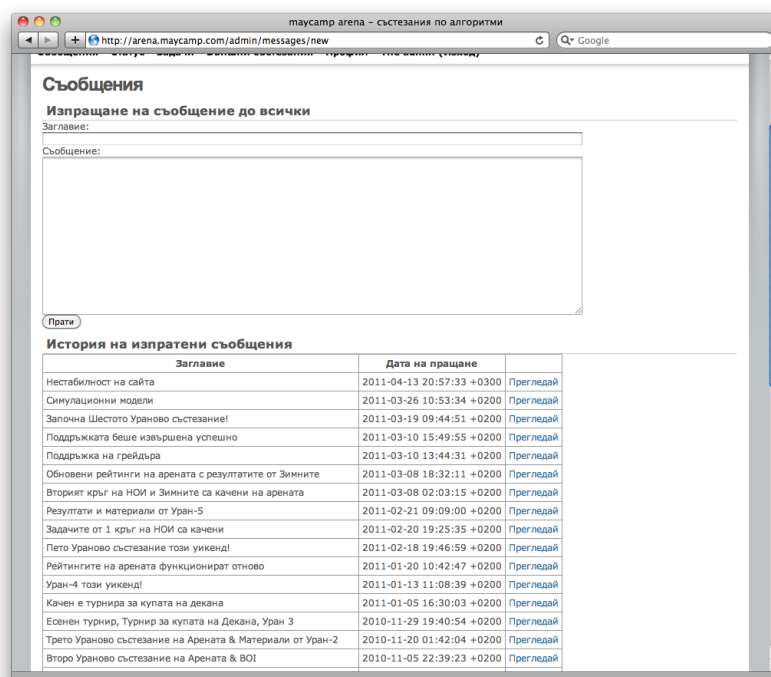 maycamp arena – състезания по алгоритми
http://arena.maycamp.com/admin/messages/new
Google
Съобщения
Изпращане на съобщение до всички
Заглавие:
Съобщение:
Прати
История на изпратени съобщения
Заглавие Дата на пращане
Нестабилност на сайта 2011-04-13 20:57:33 +0300 Прегледай
Симулационни модели 2011-03-26 10:53:34 +0200 Прегледай
Започна Шестото Ураново състезание! 2011-03-19 09:44:51 +0200 Прегледай
Поддръжката беше извършена успешно 2011-03-10 15:49:55 +0200 Прегледай
Поддръжка на грейдъра 2011-03-10 13:44:31 +0200 Прегледай
Обновени рейтинги на арената с резултатите от Зимните 2011-03-08 18:32:11 +0200 Прегледай
Вторият кръг на НОИ и Зимните са качени на арената 2011-03-08 02:03:15 +0200 Прегледай
Резултати и материали от Уран-5 2011-02-21 09:09:00 +0200 Прегледай
Задачите от 1 кръг на НОИ са качени 2011-02-20 19:25:35 +0200 Прегледай
Пето Ураново състезание този уикенд! 2011-02-18 19:46:59 +0200 Прегледай
Рейтингите на арената функционират отново 2011-01-20 10:42:47 +0200 Прегледай
Уран-4 този уикенд! 2011-01-13 11:08:39 +0200 Прегледай
Качен е турнира за купата на декана 2011-01-05 16:30:03 +0200 Прегледай
Есенен турнир, Турнир за купата на Декана, Уран 3 2010-11-29 19:40:54 +0200 Прегледай
Трето Ураново състезание на Арената & Материали от Уран-2 2010-11-20 01:42:04 +0200 Прегледай
Второ Ураново състезание на Арената & BOI 2010-11-05 22:39:23 +0200 Прегледай